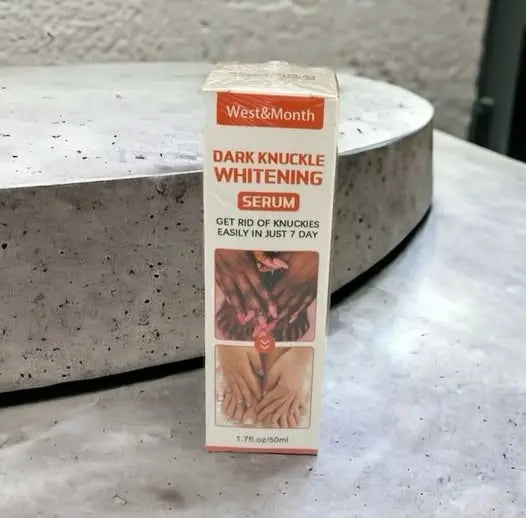 West&Month
DARK KNUCKLE
WHITENING
SERUM
GET RID OF KNUCKIES
EASILY IN JUST 7 DAY
1.7fl.oz/50ml